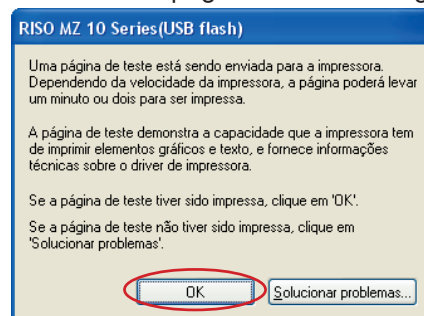 RISO MZ 10 Series(USB flash)
Uma página de teste está sendo enviada para a impressora.
Dependendo da velocidade da impressora, a página poderá levar
um minuto ou dois para ser impressa.
A página de teste demonstra a capacidade que a impressora tem
de imprimir elementos gráficos e texto, e fornece informações
técnicas sobre o driver de impressora.
Se a página de teste tiver sido impressa, clique em 'OK'.
Se a página de teste não tiver sido impressa, clique em
'Solucionar problemas'.
OK
Solucionar problemas...